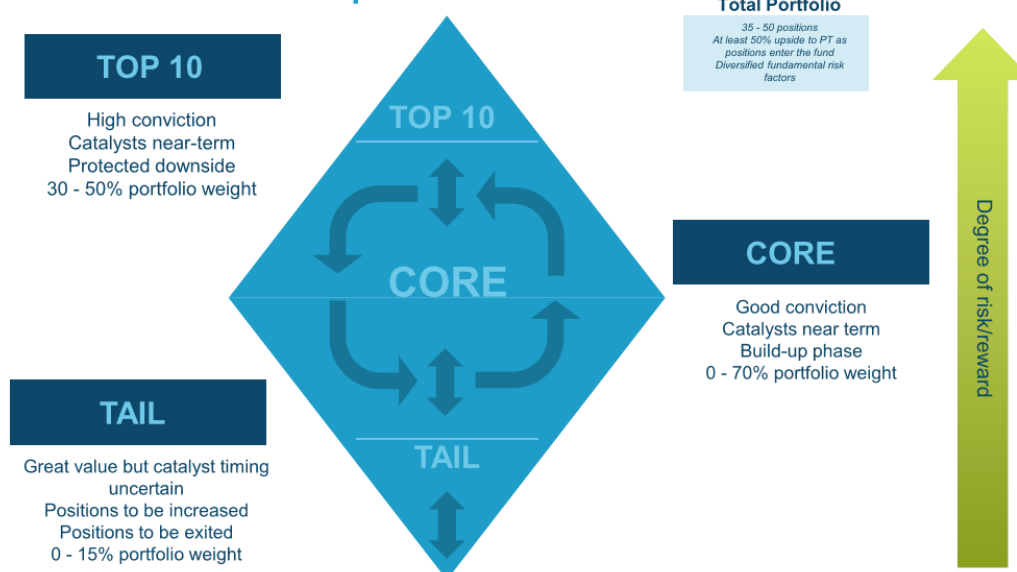 Total Portfolio
35 - 50 positions
At least 50% upside to PT as
positions enter the fund
Diversified fundamental risk
factors
TOP 10
High conviction
Catalysts near-term
Protected downside
30 - 50% portfolio weight
TOP 10
CORE
TAIL
CORE
Good conviction
Catalysts near term
Build-up phase
0 - 70% portfolio weight
TAIL
Great value but catalyst timing
uncertain
Positions to be increased
Positions to be exited
0 - 15% portfolio weight
Degree of risk/reward